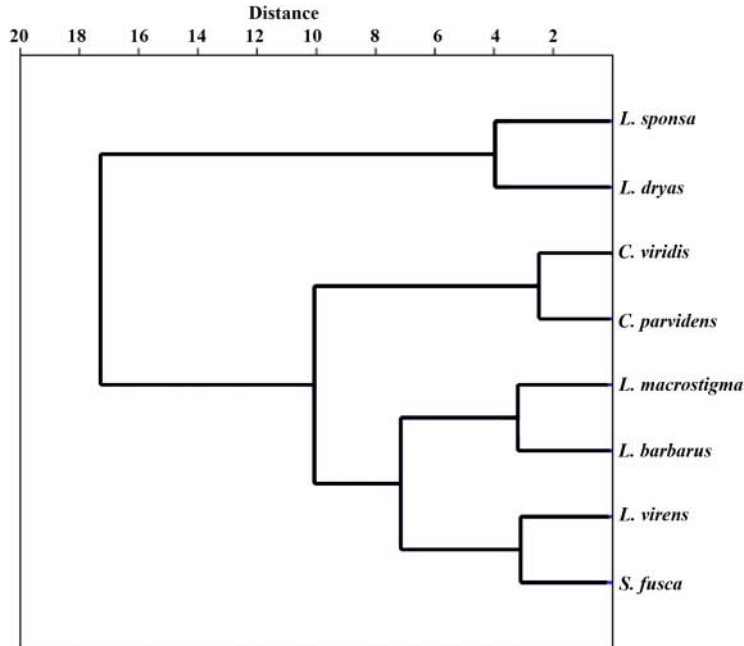 Distance
20 18 16 14 12 10 8 6 4 2
L. sponsa
L. dryas
C. viridis
C. parvidens
L. macrostigma
L. barbarus
L. virens
S. fusca